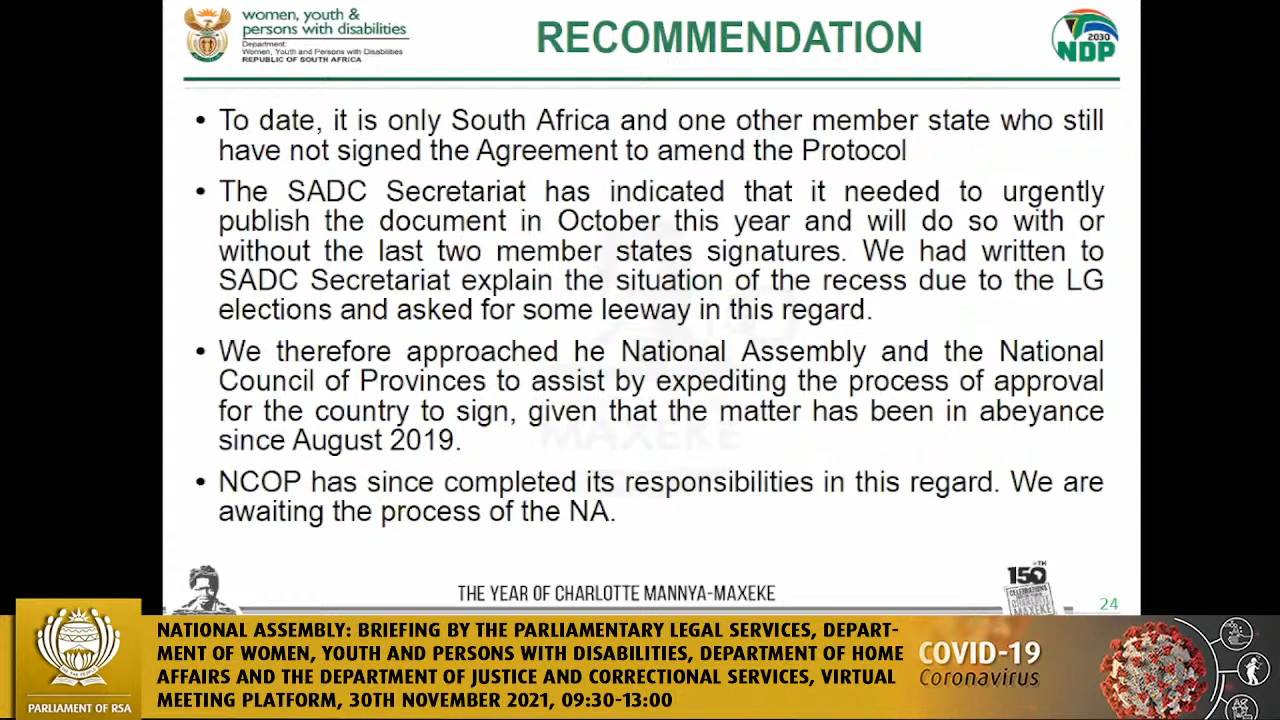 women, youth &
persons with disabilities
Department:
Women, Youth and Persons with Disabilities
REPUBLIC OF SOUTH AFRICA
RECOMMENDATION
2030
NDP
• To date, it is only South Africa and one other member state who still
have not signed the Agreement to amend the Protocol
• The SADC Secretariat has indicated that it needed to urgently
publish the document in October this year and will do so with or
without the last two member states signatures. We had written to
SADC Secretariat explain the situation of the recess due to the LG
elections and asked for some leeway in this regard.
• We therefore approached he National Assembly and the National
Council of Provinces to assist by expediting the process of approval
for the country to sign, given that the matter has been in abeyance
since August 2019.
• NCOP has since completed its responsibilities in this regard. We are
awaiting the process of the NA.
MAXEKE
THE YEAR OF CHARLOTTE MANNYA-MAXEKE
150TH
24
NATIONAL ASSEMBLY: BRIEFING BY THE PARLIAMENTARY LEGAL SERVICES, DEPART-
MENT OF WOMEN, YOUTH AND PERSONS WITH DISABILITIES, DEPARTMENT OF HOME
AFFAIRS AND THE DEPARTMENT OF JUSTICE AND CORRECTIONAL SERVICES, VIRTUAL
MEETING PLATFORM, 30TH NOVEMBER 2021, 09:30-13:00
PARLIAMENT OF RSA
COVID-19
Coronavirus